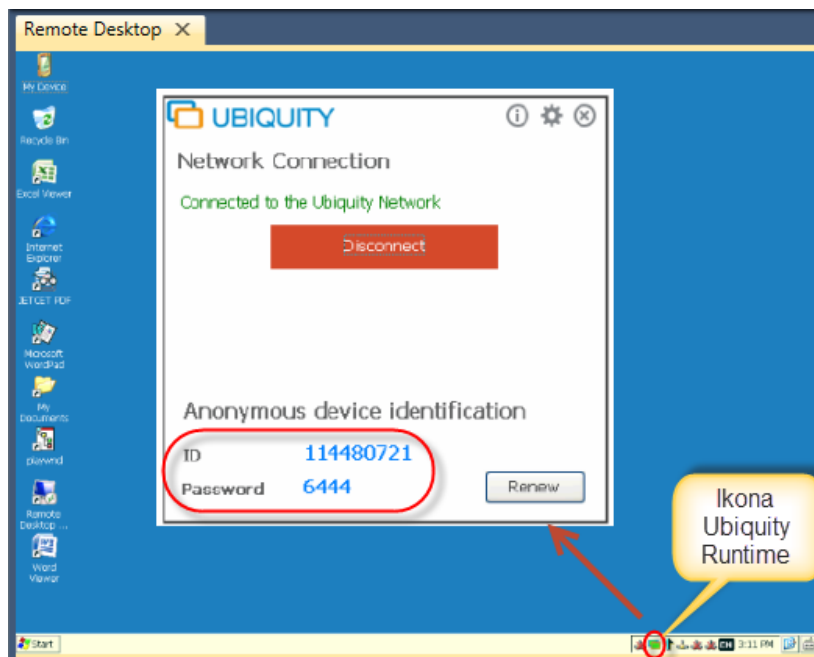 Remote Desktop
My Device
Recycle Bin
Excel Viewer
Internet
Explorer
JETCET PDF
Microsoft
WordPad
My
Documents
playwnd
Remote
Desktop ...
Word
Viewer
UBIQUITY
Network Connection
Connected to the Ubiquity Network
Disconnect
Anonymous device identification
ID 114480721
Password 6444
Renew
Ikona
Ubiquity
Runtime
Start
EH 3:11 PM